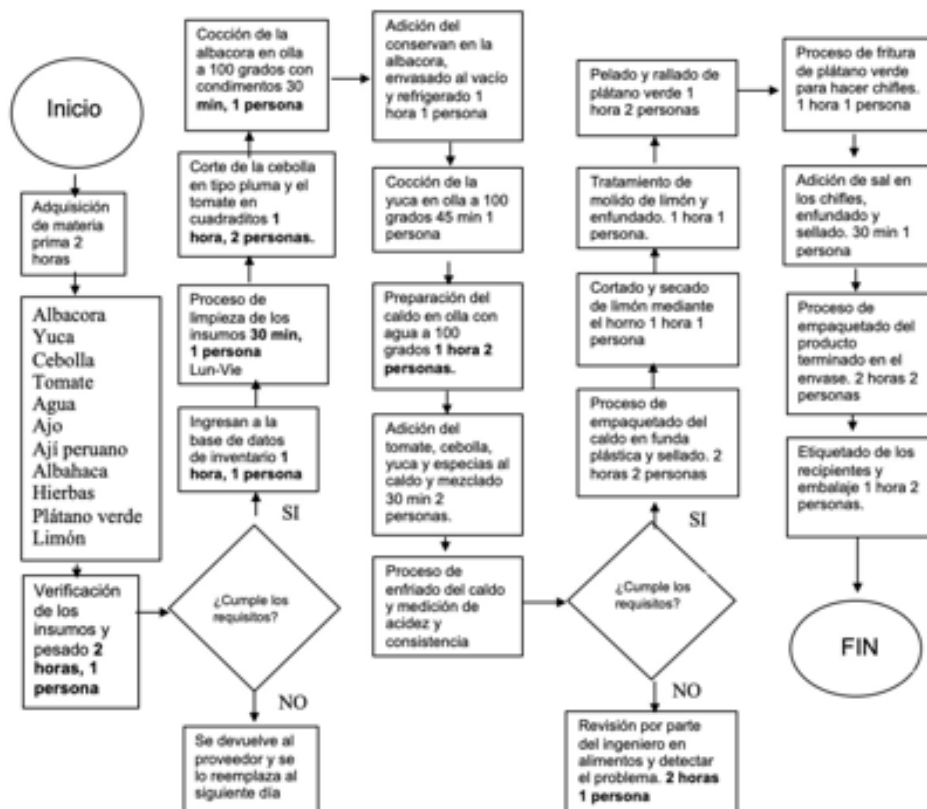 Inicio
Adquisición
de materia
prima 2
horas
Albacora
Yuca
Cebolla
Tomate
Agua
Ajo
Ají peruano
Albahaca
Hierbas
Plátano verde
Limón
Verificación
de los
insumos y
pesado 2
horas, 1
persona
¿Cumple los
requisitos?
NO
Se devuelve al
proveedor y se
lo reemplaza al
siguiente día
SI
Ingresan a la
base de datos
de inventario 1
hora, 1 persona
Proceso de
limpieza de los
insumos 30 min,
1 persona
Lun-Vie
Corte de la cebolla
en tipo pluma y el
tomate en
cuadraditos 1
hora, 2 personas.
Cocción de la
albacora en olla
a 100 grados con
condimentos 30
min, 1 persona
Adición del
conservan en la
albacora,
envasado al vacío
y refrigerado 1
hora 1 persona
Cocción de la
yuca en olla a 100
grados 45 min 1
persona
Preparación del
caldo en olla con
agua a 100
grados 1 hora 2
personas.
Adición del
tomate, cebolla,
yuca y especias al
caldo y mezclado
30 min 2
personas.
Proceso de
enfriado del caldo
y medición de
acidez y
consistencia
¿Cumple los
requisitos?
NO
Revisión por parte
del ingeniero en
alimentos y detectar
el problema. 2 horas
1 persona
SI
Proceso de
empaquetado del
caldo en funda
plástica y sellado. 2
horas 2 personas
Cortado y secado
de limón mediante
el horno 1 hora 1
persona
Tratamiento de
molido de limón y
enfundado. 1 hora 1
persona.
Pelado y rallado de
plátano verde 1
hora 2 personas
Proceso de fritura
de plátano verde
para hacer chifles.
1 hora 1 persona
Adición de sal en
los chifles,
enfundado y
sellado. 30 min 1
persona
Proceso de
empaquetado del
producto
terminado en el
envase. 2 horas 2
personas
Etiquetado de los
recipientes y
embalaje 1 hora 2
personas.
FIN